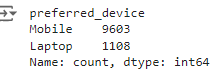 preferred_device
Mobile    9603
Laptop    1108
Name: count, dtype: int64